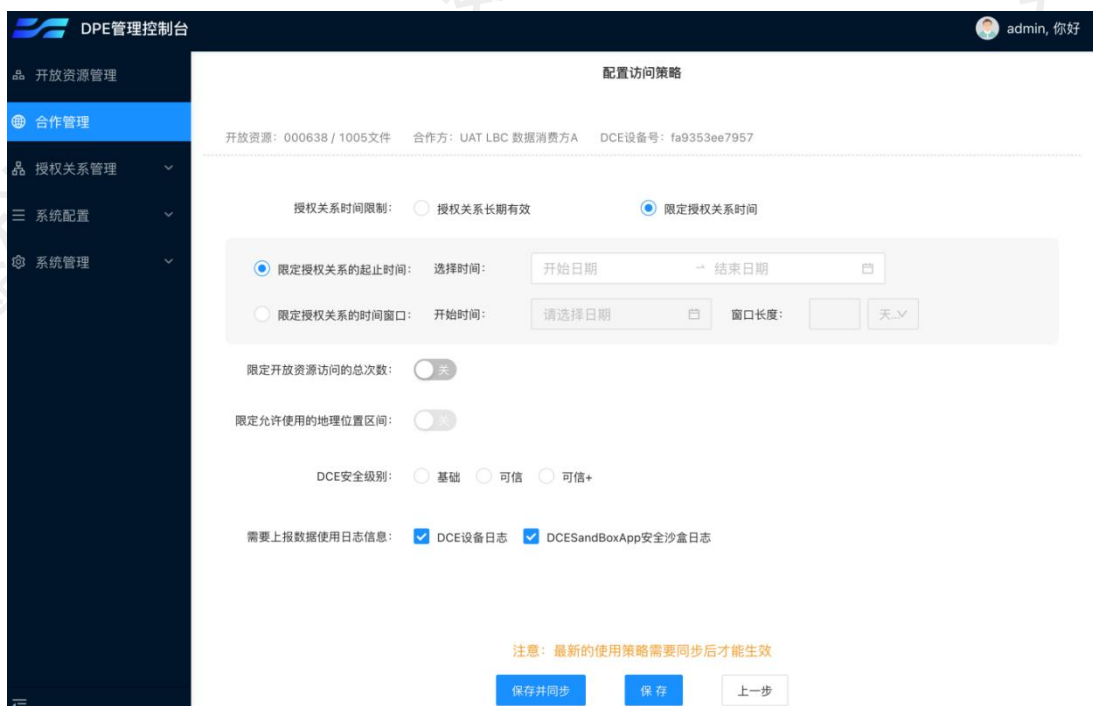 DPE管理控制台
admin, 你好
开放资源管理
合作管理
授权关系管理
系统配置
系统管理
配置访问策略
开放资源: 000638 / 1005文件 合作方: UAT LBC 数据消费方A DCE设备号: fa9353ee7957
授权关系时间限制: 授权关系长期有效 限定授权关系时间
限定授权关系的起止时间: 选择时间: 开始日期 → 结束日期
限定授权关系的时间窗口: 开始时间: 请选择日期 窗口长度: 天...
限定开放资源访问的总次数: 关
限定允许使用的地理位置区间: 关
DCE安全级别: 基础 可信 可信+
需要上报数据使用日志信息: DCE设备日志 DCESandBoxApp安全沙盒日志
注意: 最新的使用策略需要同步后才能生效
保存并同步 保 存 上一步